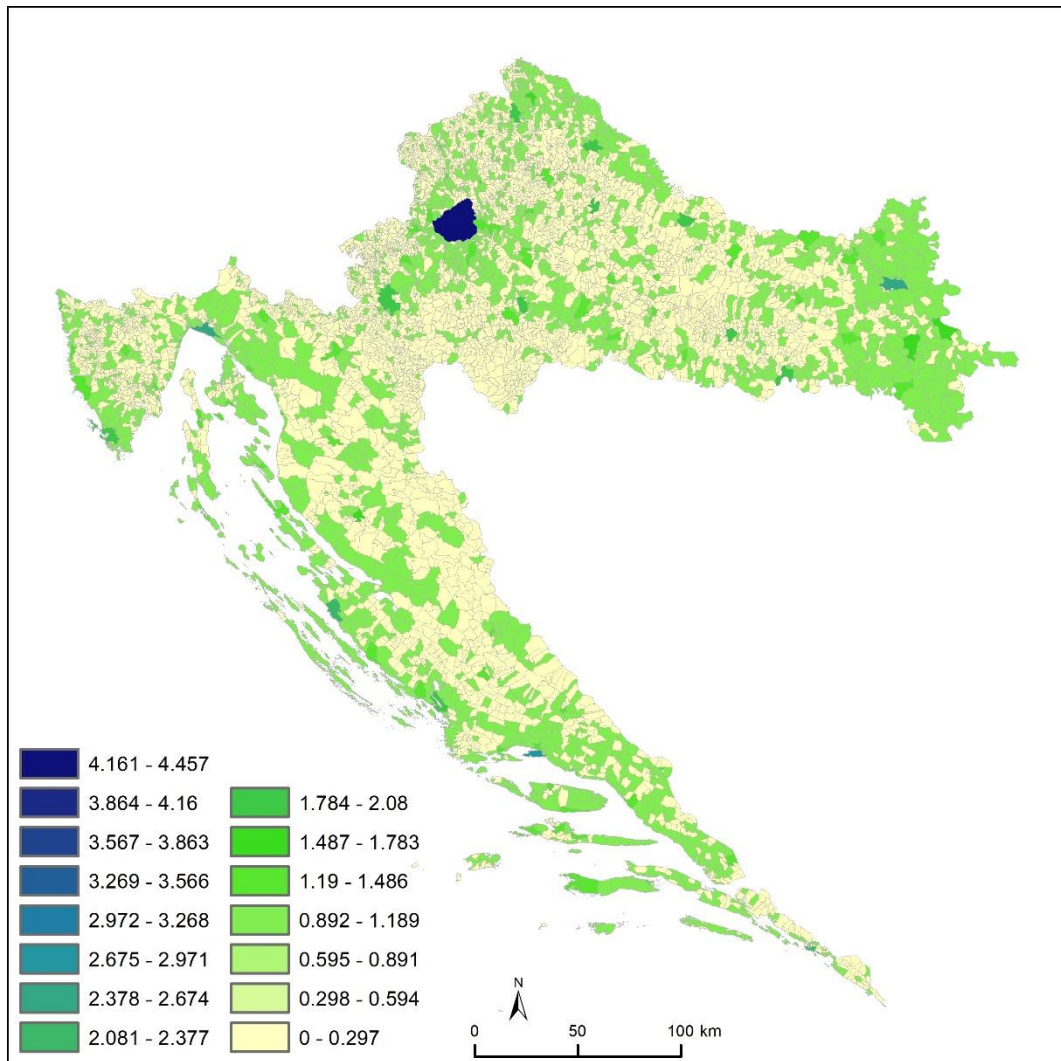 4.161 - 4.457
3.864 - 4.16
3.567 - 3.863
3.269 - 3.566
2.972 - 3.268
2.675 - 2.971
2.378 - 2.674
2.081 - 2.377
1.784 - 2.08
1.487 - 1.783
1.19 - 1.486
0.892 - 1.189
0.595 - 0.891
0.298 - 0.594
0 - 0.297
N
0 50 100 km